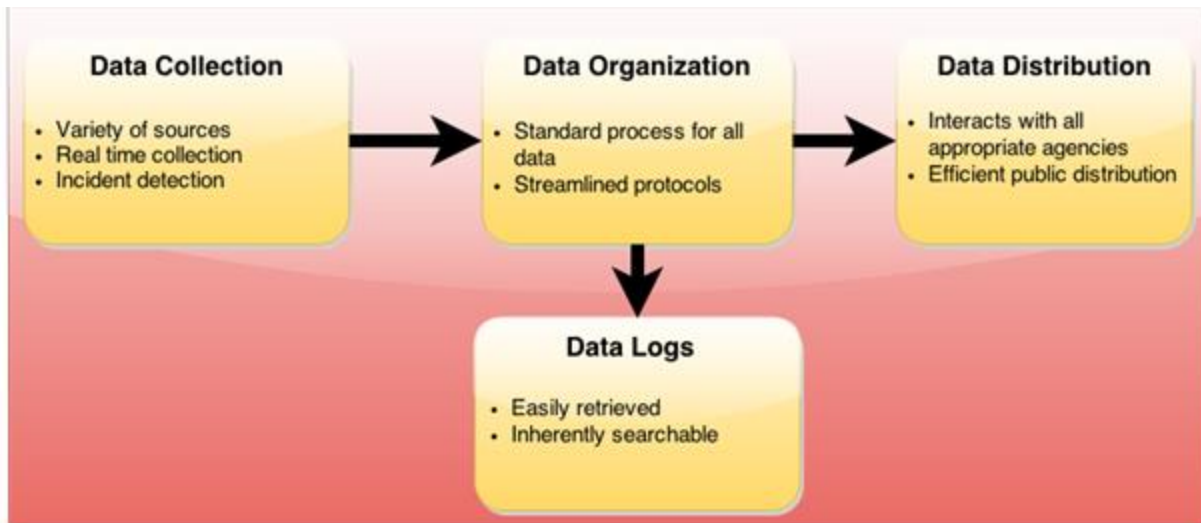 Data Collection
• Variety of sources
• Real time collection
• Incident detection
Data Organization
• Standard process for all
data
• Streamlined protocols
Data Distribution
• Interacts with all
appropriate agencies
• Efficient public distribution
Data Logs
• Easily retrieved
• Inherently searchable